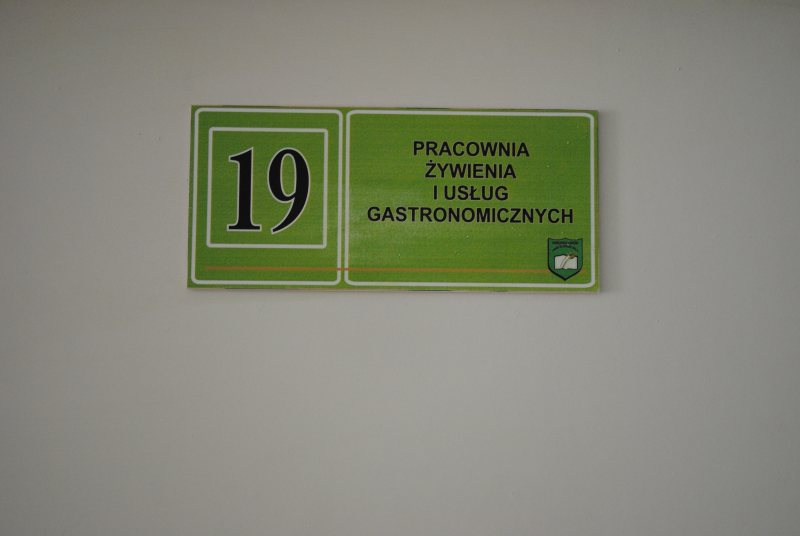 19
PRACOWNIA
ŻYWIENIA
I USŁUG
GASTRONOMICZNYCH